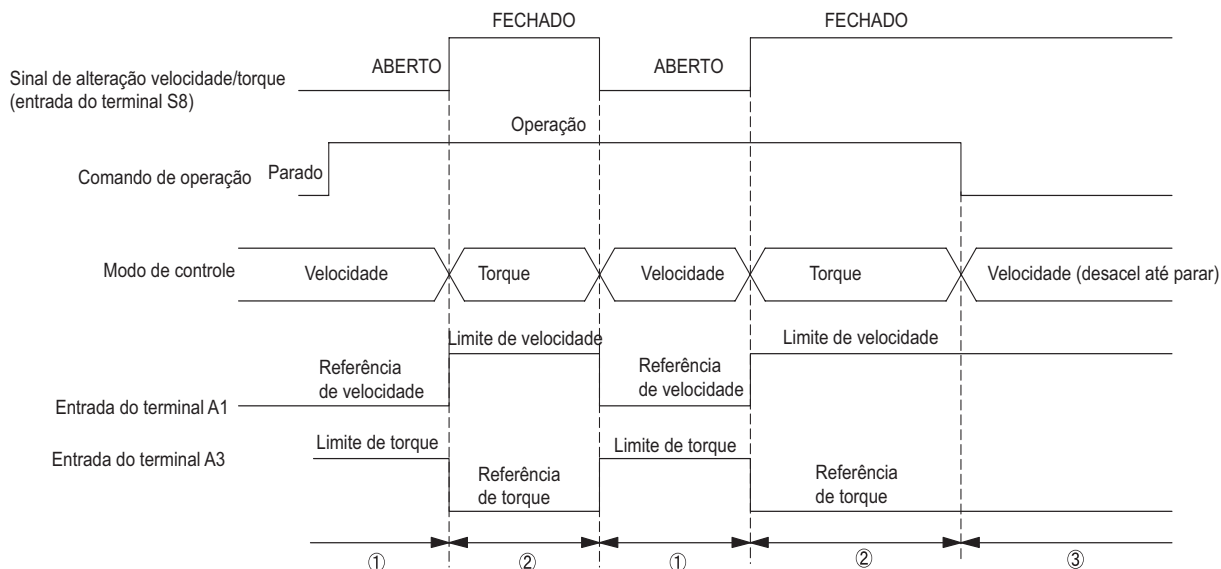 FECHADO
FECHADO
ABERTO
ABERTO
Sinal de alteração velocidade/torque
(entrada do terminal S8)
Operação
Comando de operação
Parado
Modo de controle
Velocidade
Torque
Velocidade
Torque
Velocidade (desacel até parar)
Limite de velocidade
Limite de velocidade
Referência
de velocidade
Referência
de velocidade
Entrada do terminal A1
Limite de torque
Limite de torque
Entrada do terminal A3
Referência
de torque
Referência
de torque
①
②
①
②
③